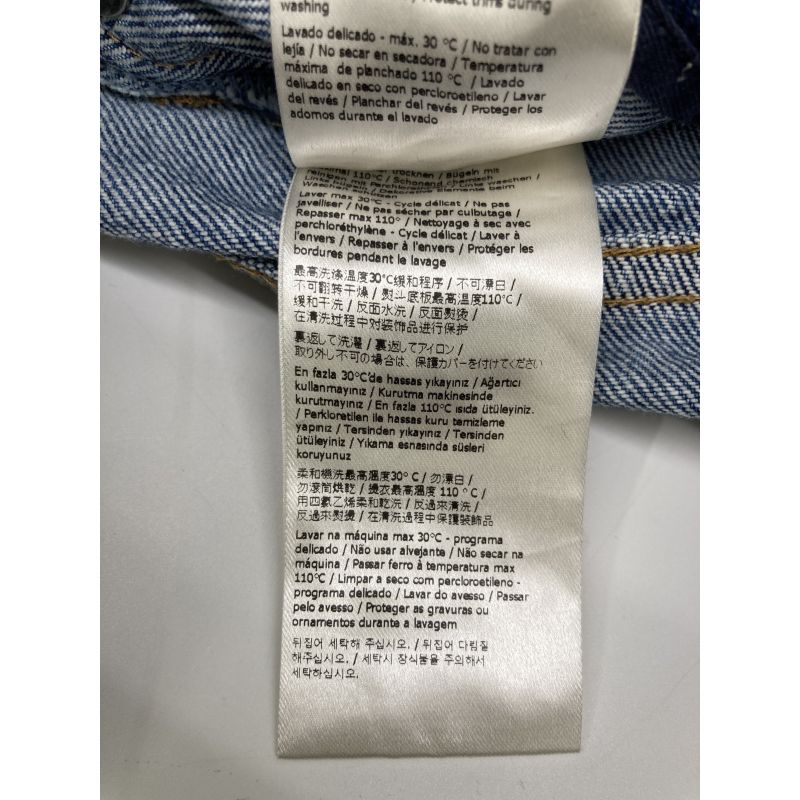 / Protect trims during
washing
Lavado delicado - máx. 30 °C / No tratar con
lejía / No secar en secadora / Temperatura
máxima de planchado 110 °C / Lavado
delicado en seco con percloroetileno / Lavar
del revés / Planchar del revés / Proteger los
adornos durante el lavado
maximal 110°C / Schonend chemisch
reinigen mit Perchlorethylen / Links waschen /
Waschen schützen
Laver max 30°C - Cycle délicat / Ne pas
javelliser / Ne pas sécher par culbutage /
Repasser max 110° / Nettoyage à sec avec
perchloréthylène - Cycle délicat / Laver à
l'envers / Repasser à l'envers / Protéger les
bordures pendant le lavage
最高洗涤温度30°C缓和程序 / 不可漂白 /
不可翻转干燥 / 熨斗底板最高温度110°C /
缓和干洗 / 反面水洗 / 反面熨烫 /
在清洗过程中对装饰品进行保护
裏返して洗濯 / 裏返してアイロン /
取り外し不可の場合は、保護カバーを付けてください
En fazla 30°C'de hassas yıkayınız / Ağartıcı
kullanmayınız / Kurutma makinesinde
kurutmayınız / En fazla 110°C ısıda ütüleyiniz.
/ Perkloretilen ile hassas kuru temizleme
yapınız / Tersinden yıkayınız / Tersinden
ütüleyiniz / Yıkama esnasında süsleri
koruyunuz
柔和機洗最高溫度30°C / 勿漂白 /
勿滾筒烘乾 / 燙衣最高溫度 110 °C /
用四氯乙烯柔和乾洗 / 反過來清洗 /
反過來熨燙 / 在清洗過程中保護裝飾品
Lavar na máquina max 30°C - programa
delicado / Não usar alvejante / Não secar na
máquina / Passar ferro à temperatura max
110°C / Limpar a seco com percloroetileno -
programa delicado / Lavar do avesso / Passar
pelo avesso / Proteger as gravuras ou
ornamentos durante a lavagem
뒤집어 세탁해 주십시오. / 뒤집어 다림질
해주십시오. / 세탁시 장식물을 주의해서
세탁하십시오.